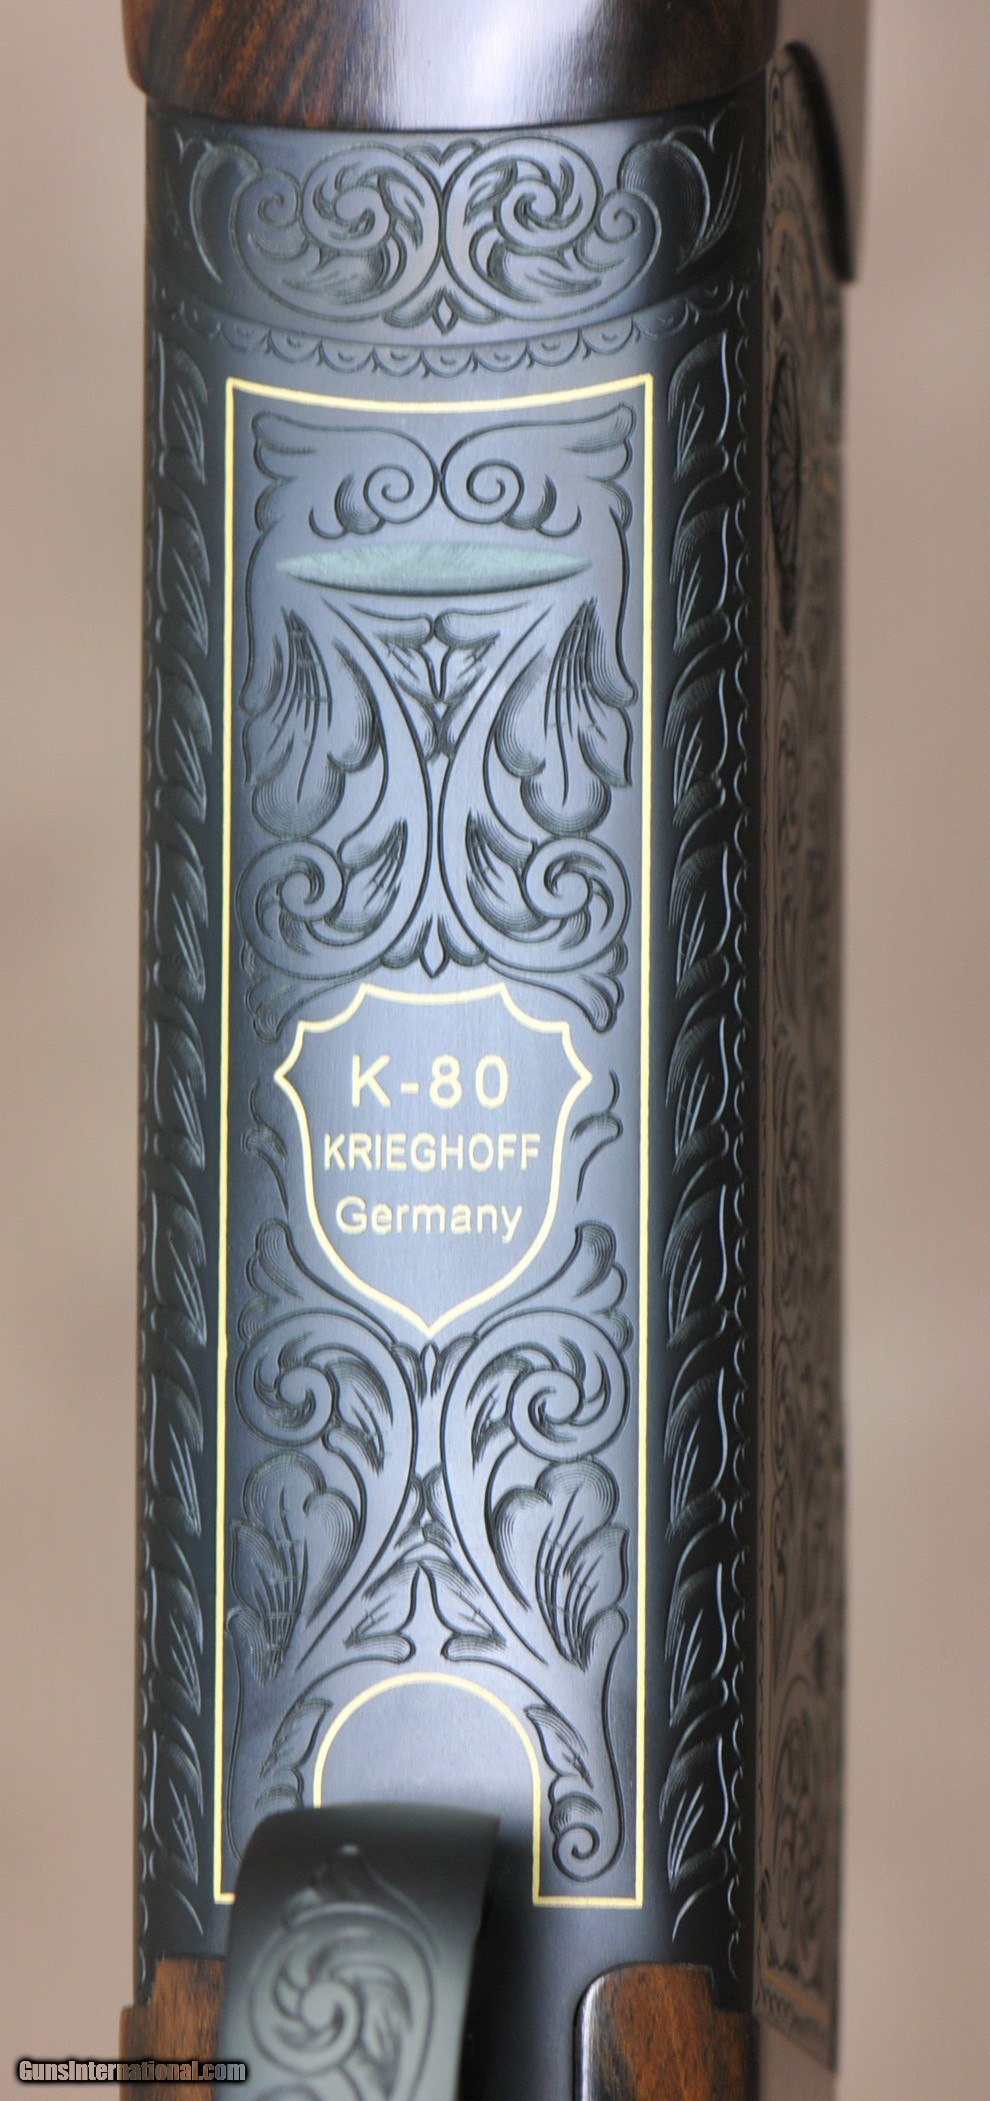 K-80
KRIEGHOFF
Germany
GunsInternational.com